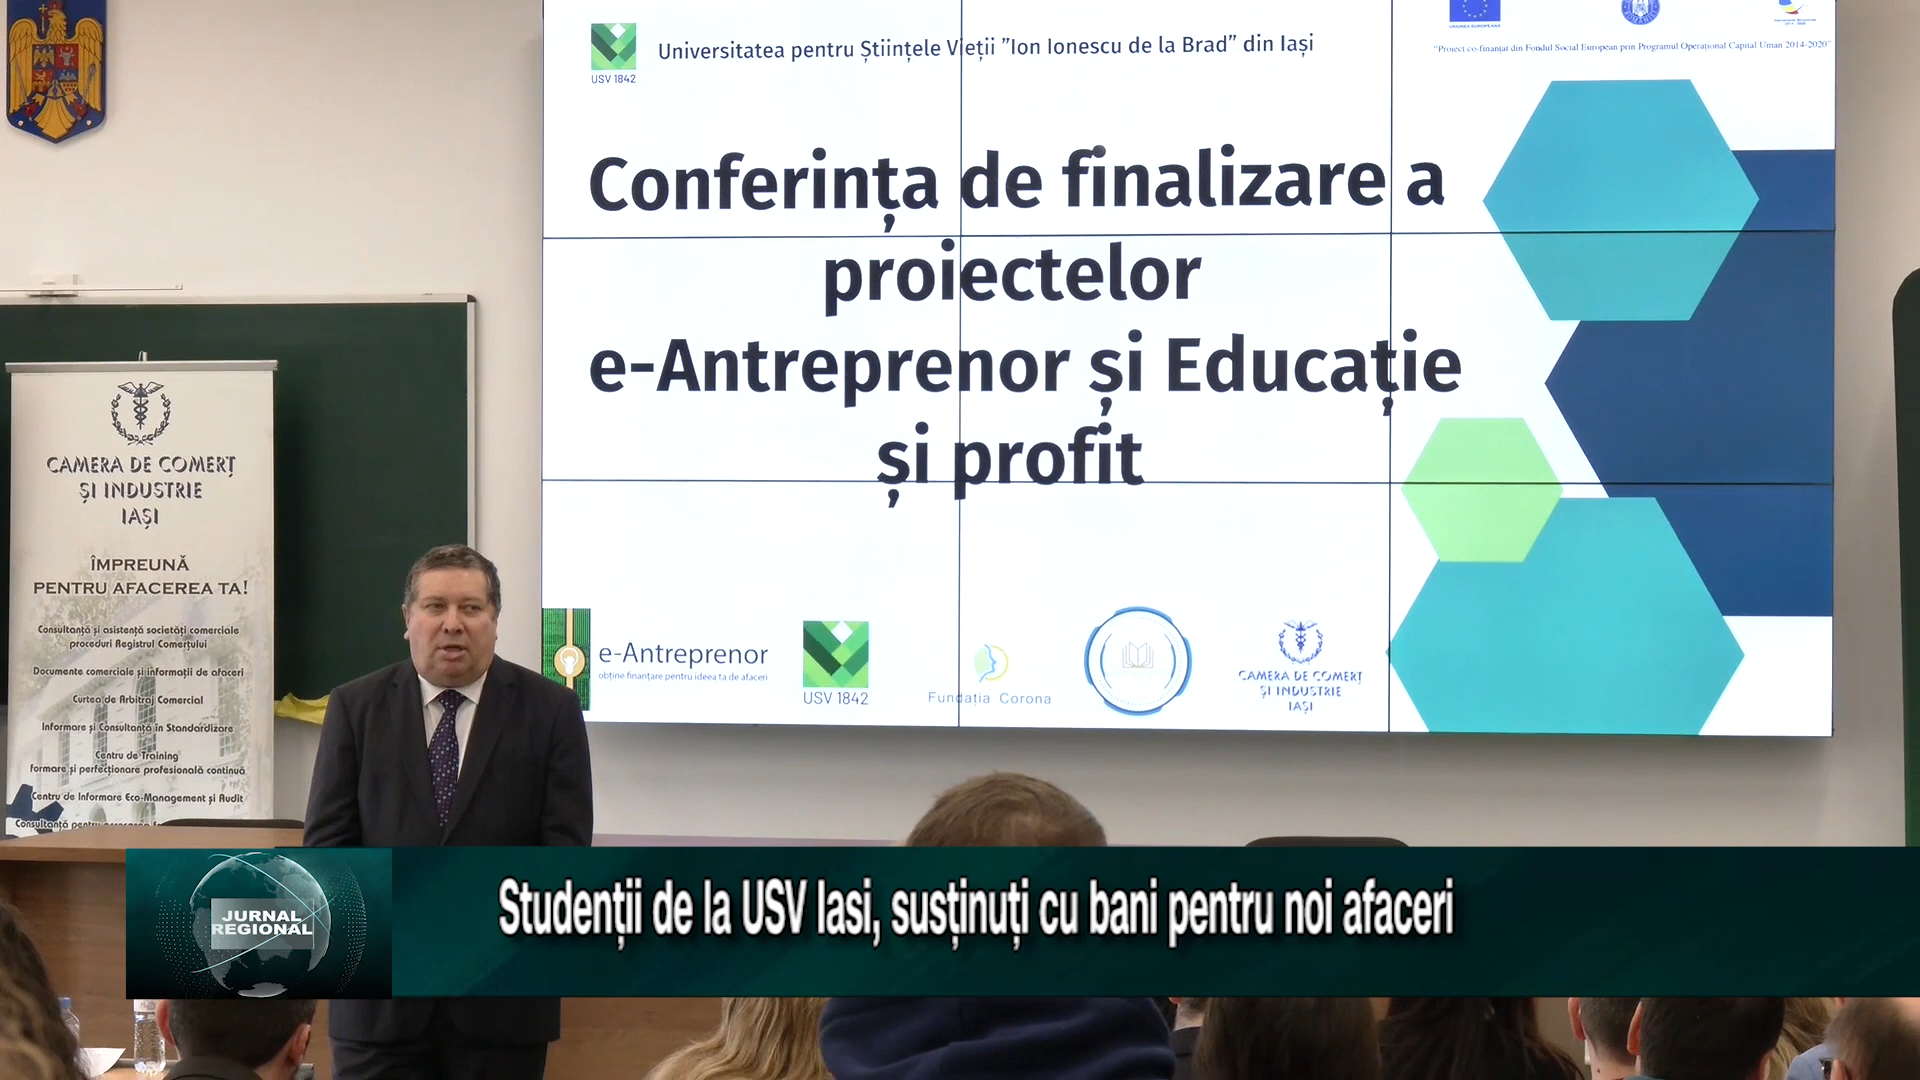 USV 1842
Universitatea pentru Științele Vieții ”Ion Ionescu de la Brad” din Iași
UNIUNEA EUROPEANĂ
"Proiect co-finanțat din Fondul Social European prin Programul Operațional Capital Uman 2014-2020"
Conferința de finalizare a
proiectelor
e-Antreprenor și Educație
și profit
e-Antreprenor
obține finanțare pentru ideea ta de afaceri
USV 1842
Fundația Corona
CAMERA DE COMERȚ
ȘI INDUSTRIE
IAȘI
CAMERA DE COMERȚ
ȘI INDUSTRIE
IAȘI
ÎMPREUNĂ
PENTRU AFACEREA TA!
Consultanță și asistență societăți comerciale
proceduri Registrul Comerțului
Documente comerciale și informații de afaceri
Curtea de Arbitraj Comercial
Informare și Consultanță în Standardizare
Centru de Training
formare și perfecționare profesională continuă
Centru de Informare Eco-Management și Audit
Consultanță pentru
JURNAL
REGIONAL
Studenții de la USV Iasi, susținuți cu bani pentru noi afaceri